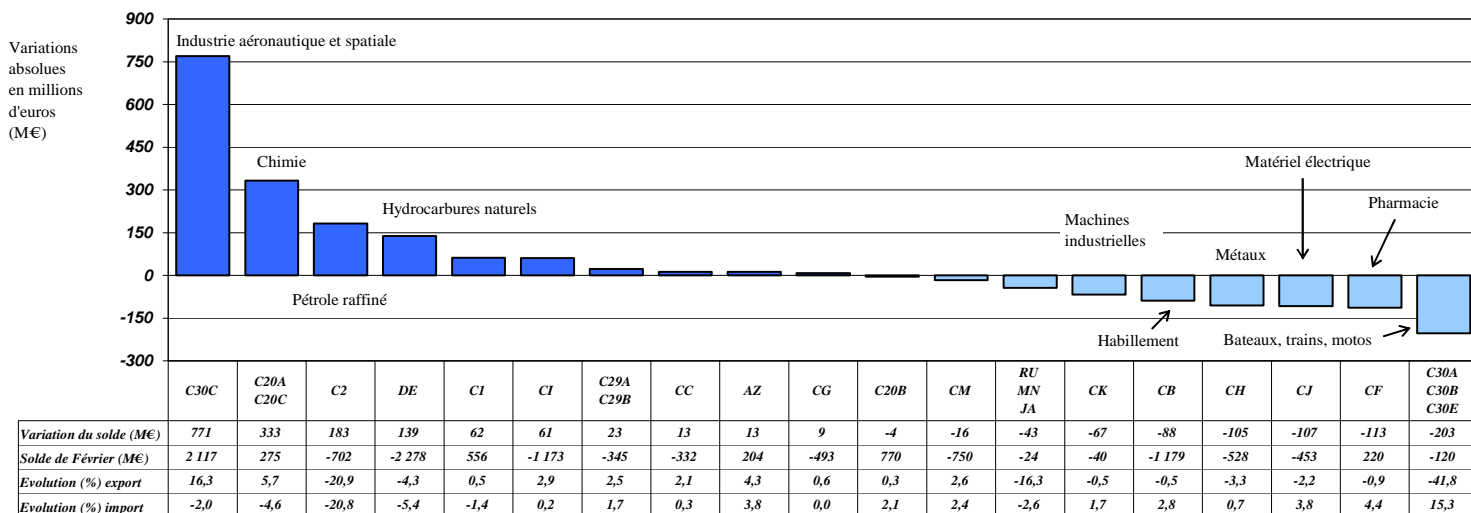 Variations
absolues
en millions
d'euros
(M€)
900
750
600
450
300
150
0
-150
-300
Industrie aéronautique et spatiale
Chimie
Hydrocarbures naturels
Pétrole raffiné
Machines
industrielles
Matériel électrique
Pharmacie
Métaux
Habillement
Bateaux, trains, motos
C30C C20A C20C C2 DE C1 CI C29A C29B CC AZ CG C20B CM RU MN JA CK CB CH CJ CF C30A C30B C30E
Variation du solde (M€) 771 333 183 139 62 61 23 13 13 9 -4 -16 -43 -67 -88 -105 -107 -113 -203
Solde de Février (M€) 2 117 275 -702 -2 278 556 -1 173 -345 -332 204 -493 770 -750 -24 -40 -1 179 -528 -453 220 -120
Evolution (%) export 16,3 5,7 -20,9 -4,3 0,5 2,9 2,5 2,1 4,3 0,6 0,3 2,6 -16,3 -0,5 -0,5 -3,3 -2,2 -0,9 -41,8
Evolution (%) import -2,0 -4,6 -20,8 -5,4 -1,4 0,2 1,7 0,3 3,8 0,0 2,1 2,4 -2,6 1,7 2,8 0,7 3,8 4,4 15,3